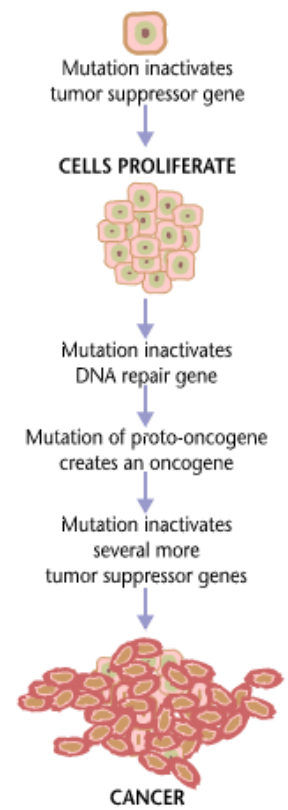 Mutation inactivates
tumor suppressor gene
CELLS PROLIFERATE
Mutation inactivates
DNA repair gene
Mutation of proto-oncogene
creates an oncogene
Mutation inactivates
several more
tumor suppressor genes
CANCER